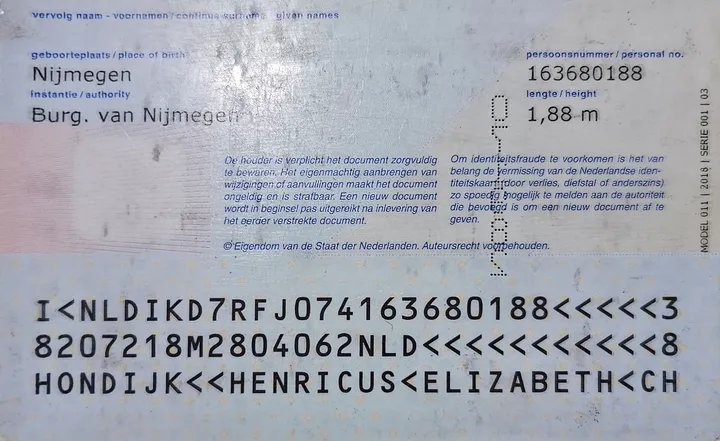 vervolg naam - voornamen / continue surname - given names
geboorteplaats / place of birth
Nijmegen
instantie / authority
Burg. van Nijmegen
persoonsnummer / personal no.
163680188
lengte / height
1,88 m
De houder is verplicht het document zorgvuldig
te bewaren. Het eigenmachtig aanbrengen van
wijzigingen of aanvullingen maakt het document
ongeldig en is strafbaar. Een nieuw document
wordt in beginsel pas uitgereikt na inlevering van
het eerder verstrekte document.
Om identiteitsfraude te voorkomen is het van
belang de vermissing van de Nederlandse iden-
titeitskaart (door verlies, diefstal of anderszins)
zo spoedig mogelijk te melden aan de autoriteit
die bevoegd is om een nieuw document af te
geven.
© Eigendom van de Staat der Nederlanden. Auteursrecht voorbehouden.
MODEL 011 | 2018 | SERIE 001 | 03
I<NLDIKD7RFJ074163680188<<<<<3
8207218M2804062NLD<<<<<<<<<<<8
HONDIJK<<HENRICUS<ELIZABETH<CH